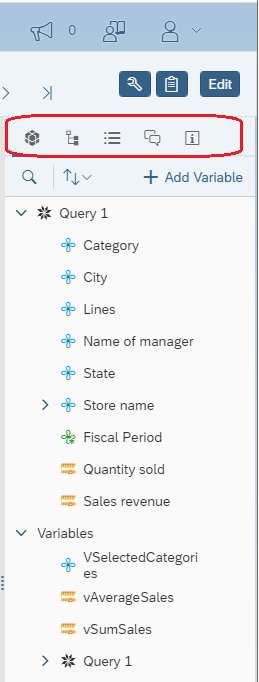 0
Edit
Add Variable
Query 1
Category
City
Lines
Name of manager
State
Store name
Fiscal Period
Quantity sold
Sales revenue
Variables
VSelectedCategori
es
vAverageSales
vSumSales
Query 1